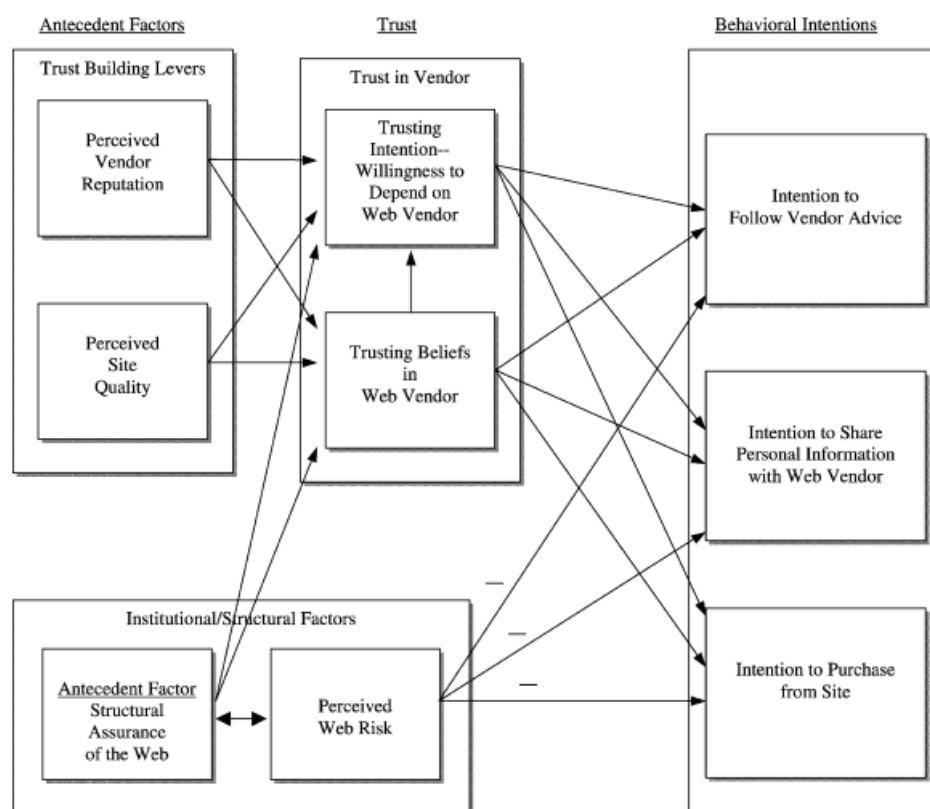 Antecedent Factors
Trust
Behavioral Intentions
Trust Building Levers
Perceived
Vendor
Reputation
Perceived
Site
Quality
Trust in Vendor
Trusting
Intention--
Willingness to
Depend on
Web Vendor
Trusting Beliefs
in
Web Vendor
Intention to
Follow Vendor Advice
Intention to Share
Personal Information
with Web Vendor
Intention to Purchase
from Site
Institutional/Structural Factors
Antecedent Factor
Structural
Assurance
of the Web
Perceived
Web Risk
—
—
—